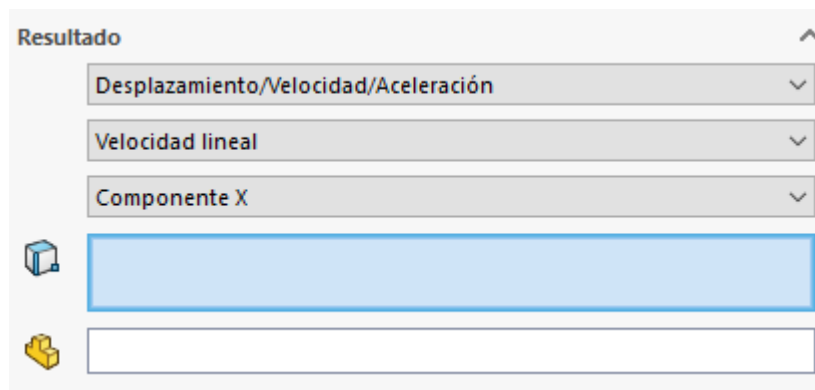 Resultado
Desplazamiento/Velocidad/Aceleración
Velocidad lineal
Componente X